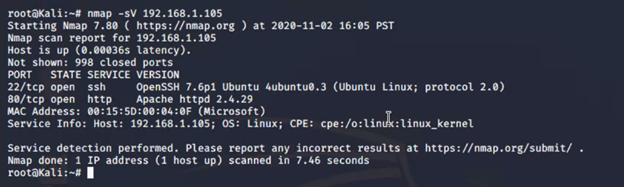 root@Kali:~# nmap -sV 192.168.1.105
Starting Nmap 7.80 ( https://nmap.org ) at 2020-11-02 16:05 PST
Nmap scan report for 192.168.1.105
Host is up (0.00036s latency).
Not shown: 998 closed ports
PORT   STATE SERVICE VERSION
22/tcp open  ssh     OpenSSH 7.6p1 Ubuntu 4ubuntu0.3 (Ubuntu Linux; protocol 2.0)
80/tcp open  http    Apache httpd 2.4.29
MAC Address: 00:15:5D:00:04:0F (Microsoft)
Service Info: Host: 192.168.1.105; OS: Linux; CPE: cpe:/o:linux:linux_kernel

Service detection performed. Please report any incorrect results at https://nmap.org/submit/ .
Nmap done: 1 IP address (1 host up) scanned in 7.46 seconds
root@Kali:~#